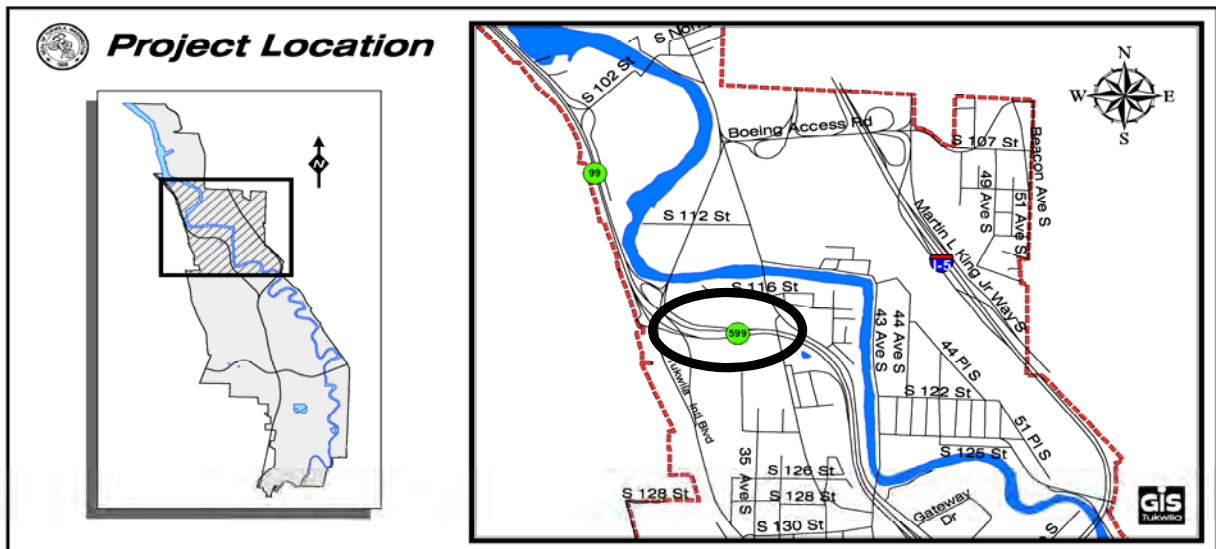 Project Location
N
N
W E
S
S 102 St
Boeing Access Rd
S 107 St
Beacon Ave S
49 Ave S
51 Ave S
99
S 112 St
Martin L King Jr Way S
I-5
S 116 St
599
43 Ave S
44 Ave S
44 Pl S
Tukwila Intl Blvd
S 122 St
51 Pl S
S 125 St
35 Ave S
S 126 St
S 128 St
S 128 St
S 130 St
Gateway
Dr
S
GIS
Tukwila